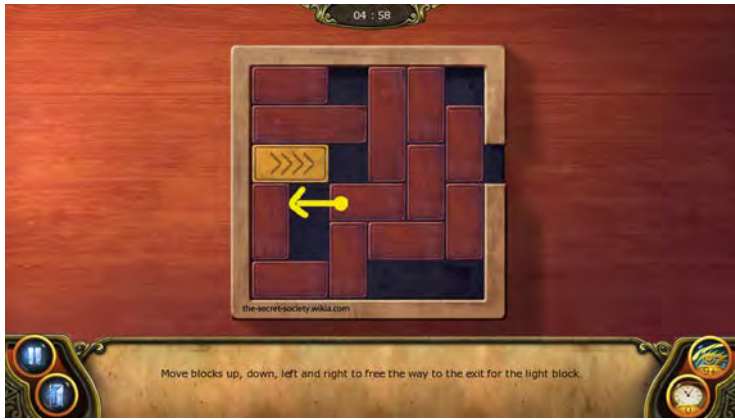 04 : 58
the-secret-society.wikia.com
Move blocks up, down, left and right to free the way to the exit for the light block.